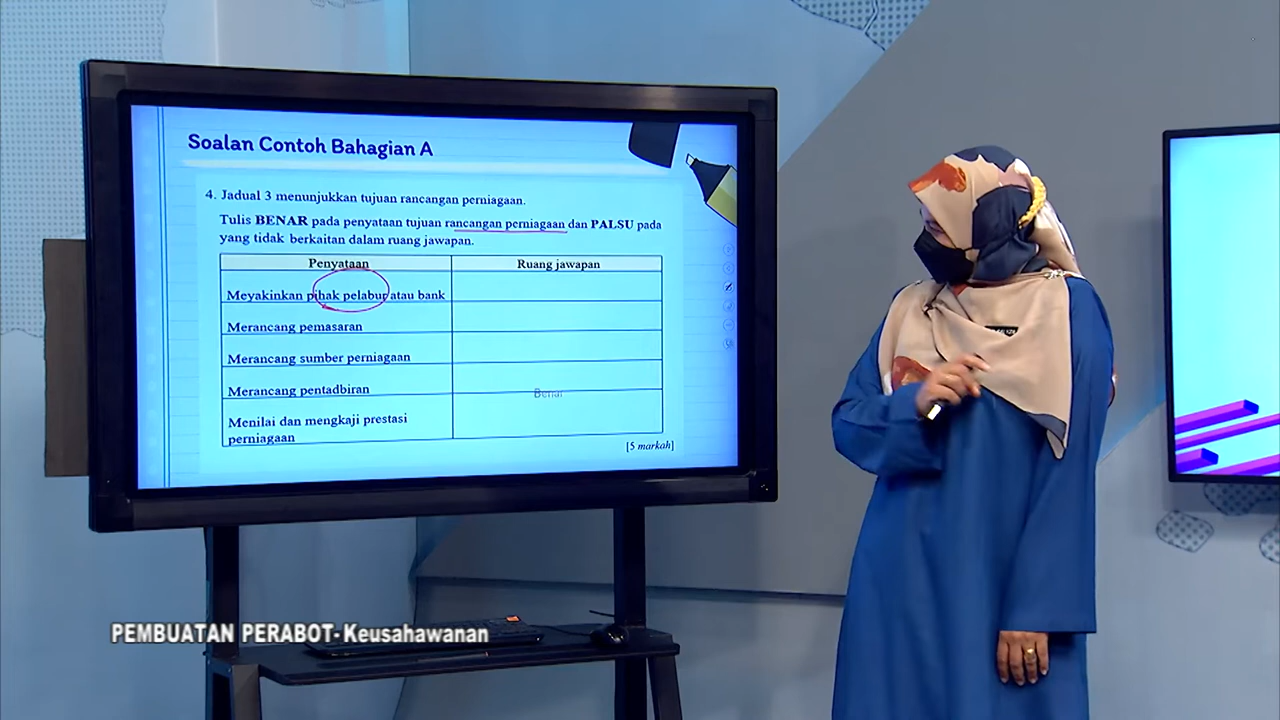 Soalan Contoh Bahagian A
4. Jadual 3 menunjukkan tujuan rancangan perniagaan.
Tulis BENAR pada penyataan tujuan rancangan perniagaan dan PALSU pada
yang tidak berkaitan dalam ruang jawapan.
Penyataan Ruang jawapan
Meyakinkan pihak pelabur atau bank
Merancang pemasaran
Merancang sumber perniagaan
Merancang pentadbiran
Benar
Menilai dan mengkaji prestasi
perniagaan
[5 markah]
PEMBUATAN PERABOT-Keusahawanan